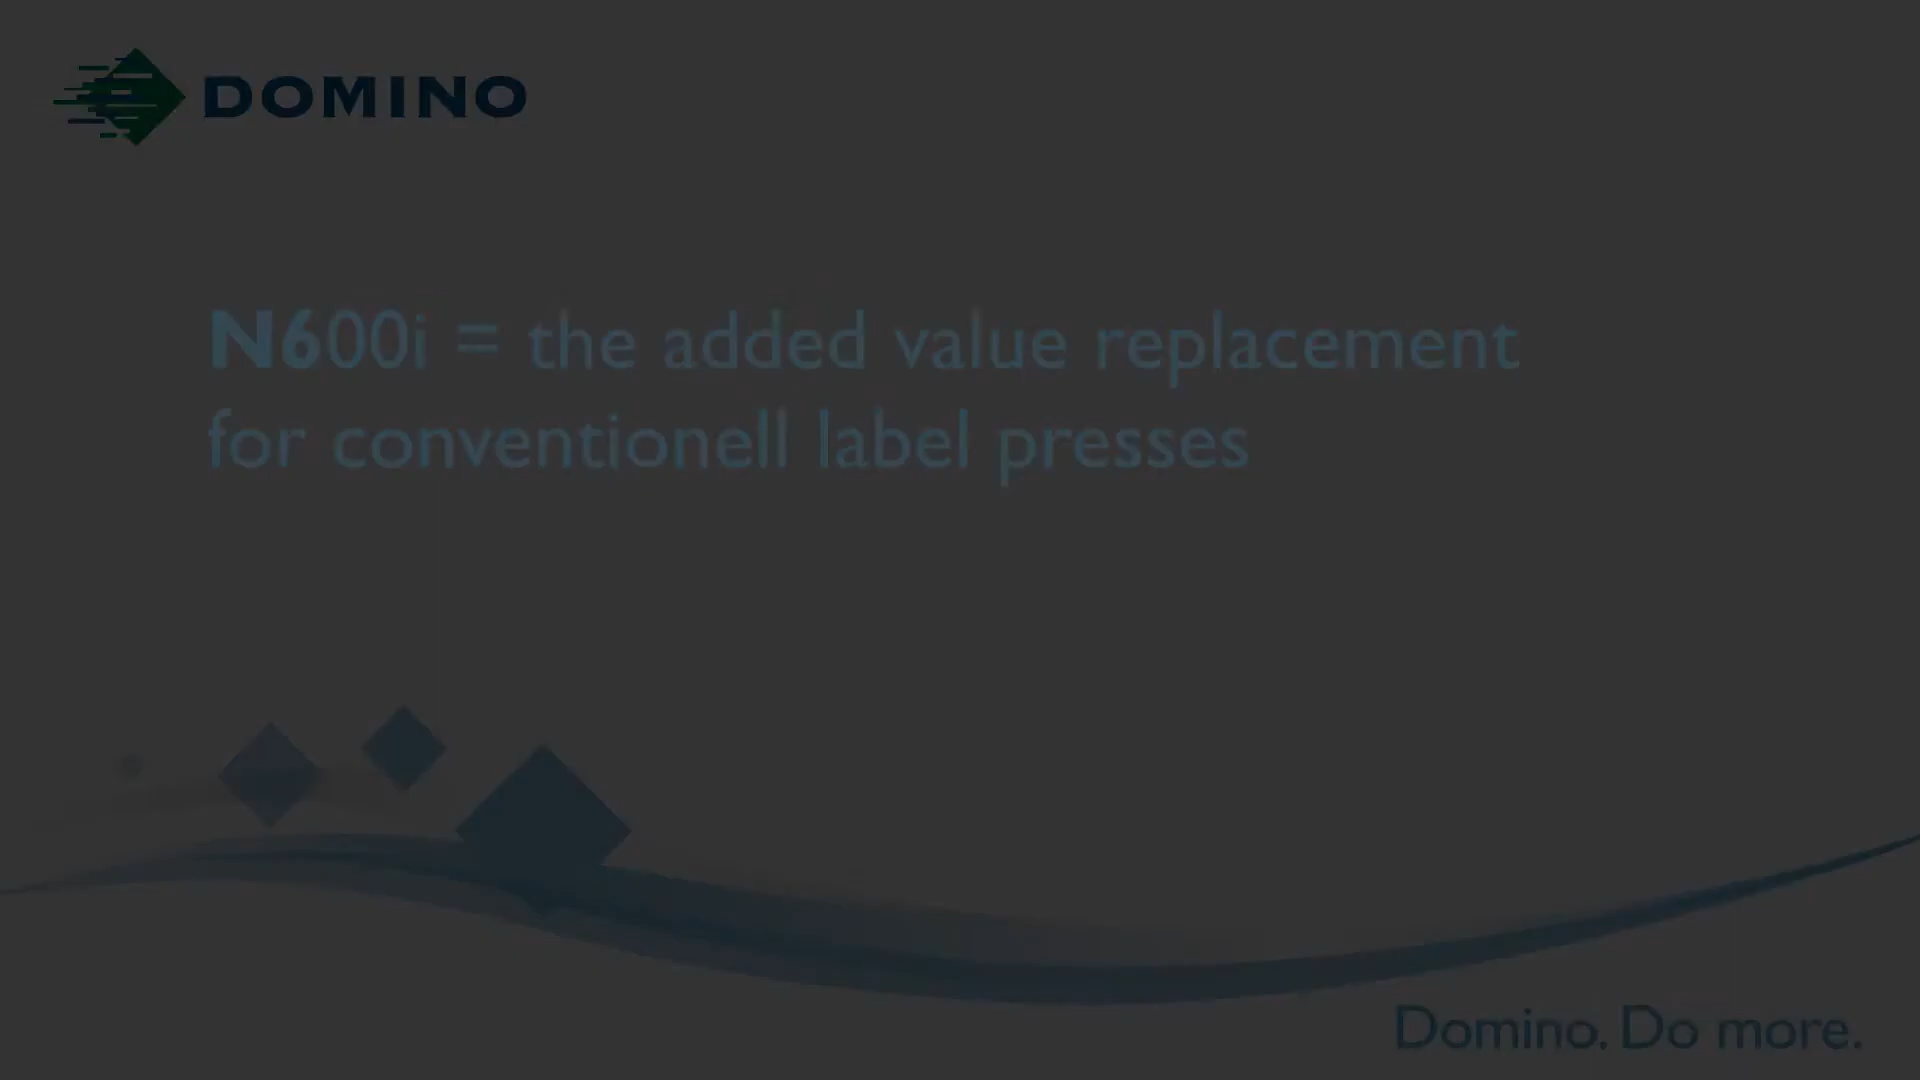 DOMINO
N600i = the added value replacement
for conventionell label presses
Domino. Do more.